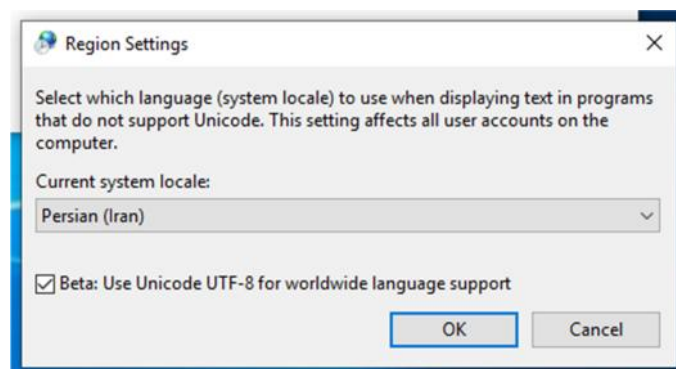 Region Settings
Select which language (system locale) to use when displaying text in programs
that do not support Unicode. This setting affects all user accounts on the
computer.
Current system locale:
Persian (Iran)
Beta: Use Unicode UTF-8 for worldwide language support
OK Cancel